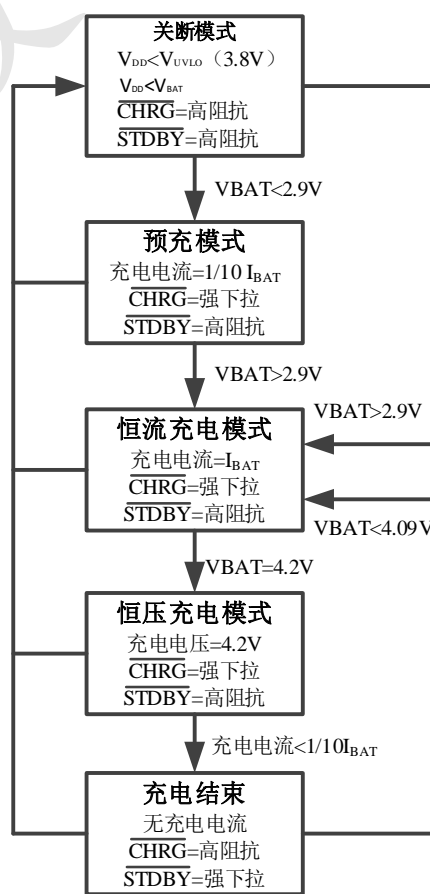 关断模式
VDD<VUVLO（3.8V）
VDD<VBAT
CHRG=高阻抗
STDBY=高阻抗
VBAT<2.9V
预充模式
充电电流=1/10 IBAT
CHRG=强下拉
STDBY=高阻抗
VBAT>2.9V
VBAT>2.9V
恒流充电模式
充电电流=IBAT
CHRG=强下拉
STDBY=高阻抗
VBAT<4.09V
VBAT=4.2V
恒压充电模式
充电电压=4.2V
CHRG=强下拉
STDBY=高阻抗
充电电流<1/10IBAT
充电结束
无充电电流
CHRG=高阻抗
STDBY=强下拉